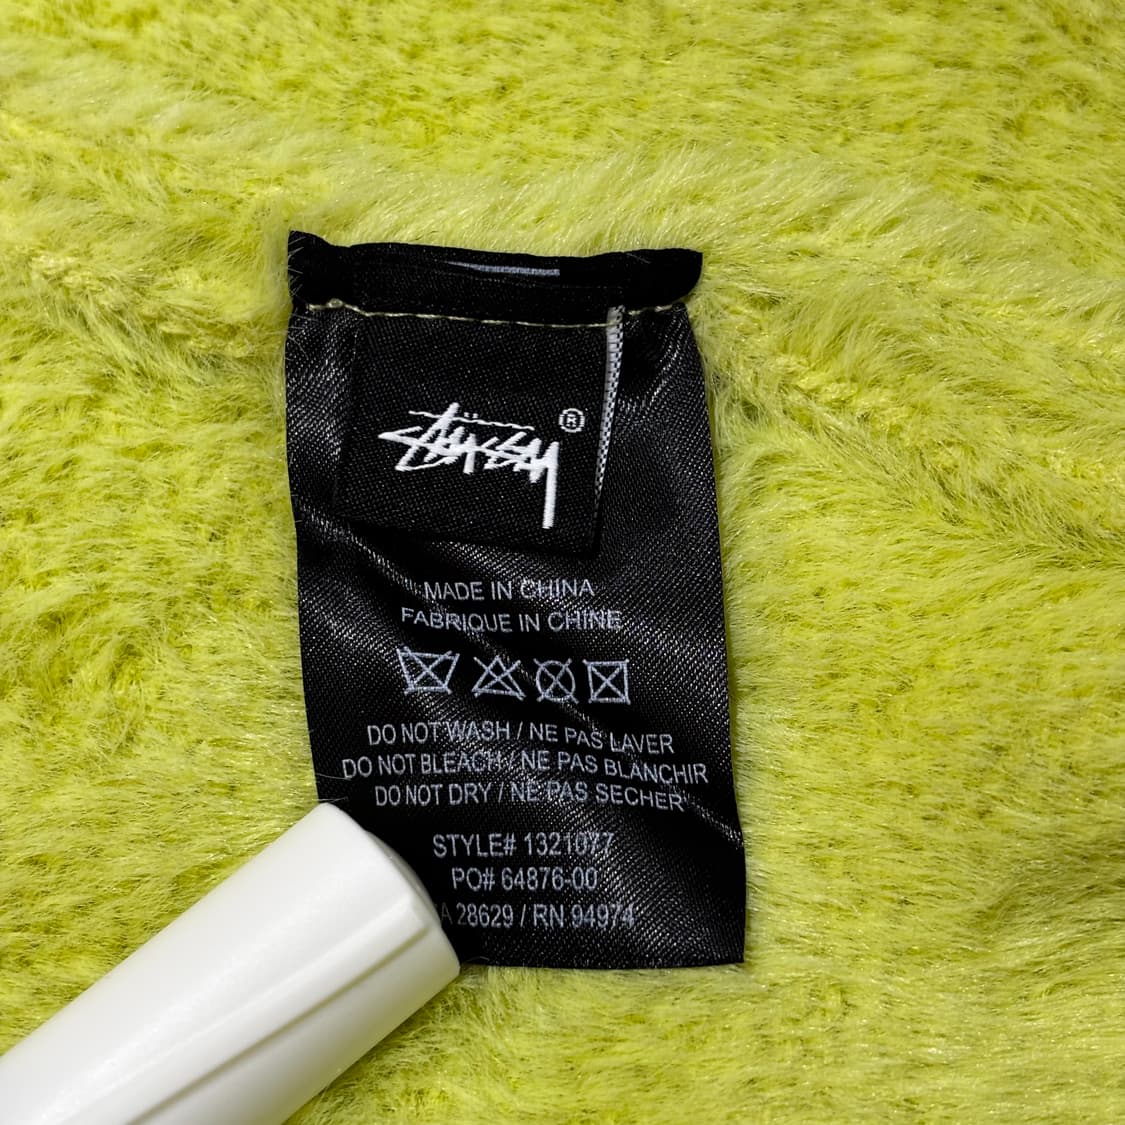 Stüssy ®
MADE IN CHINA
FABRIQUE IN CHINE
DO NOT WASH / NE PAS LAVER
DO NOT BLEACH / NE PAS BLANCHIR
DO NOT DRY / NE PAS SECHER
STYLE# 1321077
PO# 64876-00
A 28629 / RN 94974